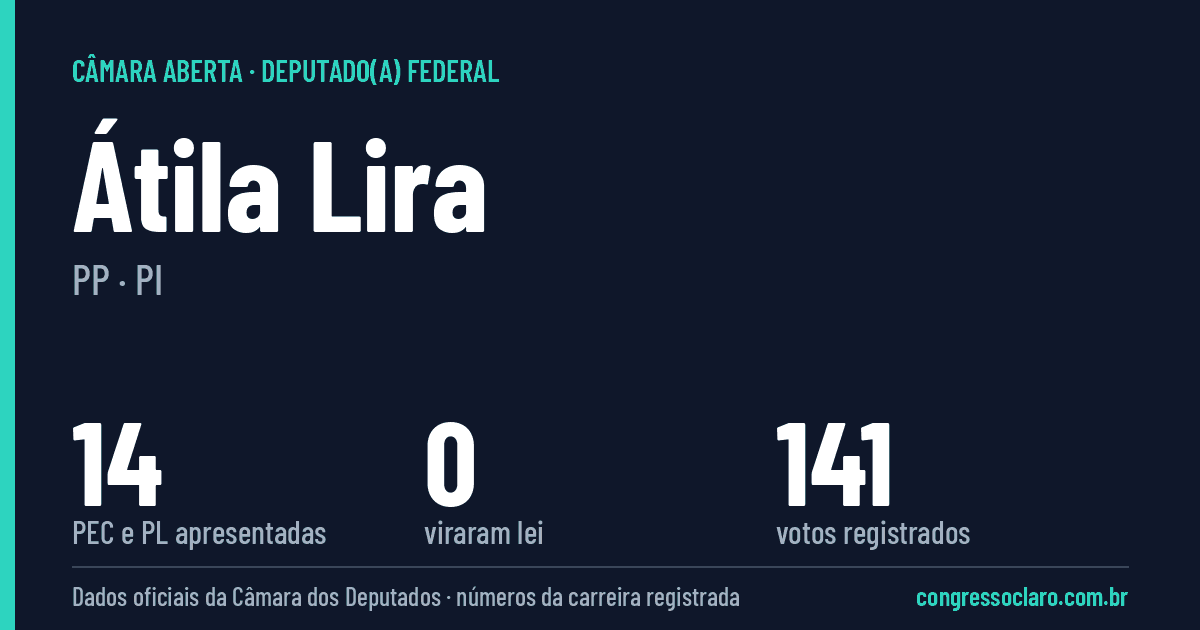 CÂMARA ABERTA · DEPUTADO(A) FEDERAL
Átila Lira
PP · PI
14
PEC e PL apresentadas
0
viraram lei
141
votos registrados
Dados oficiais da Câmara dos Deputados · números da carreira registrada
congressoclaro.com.br